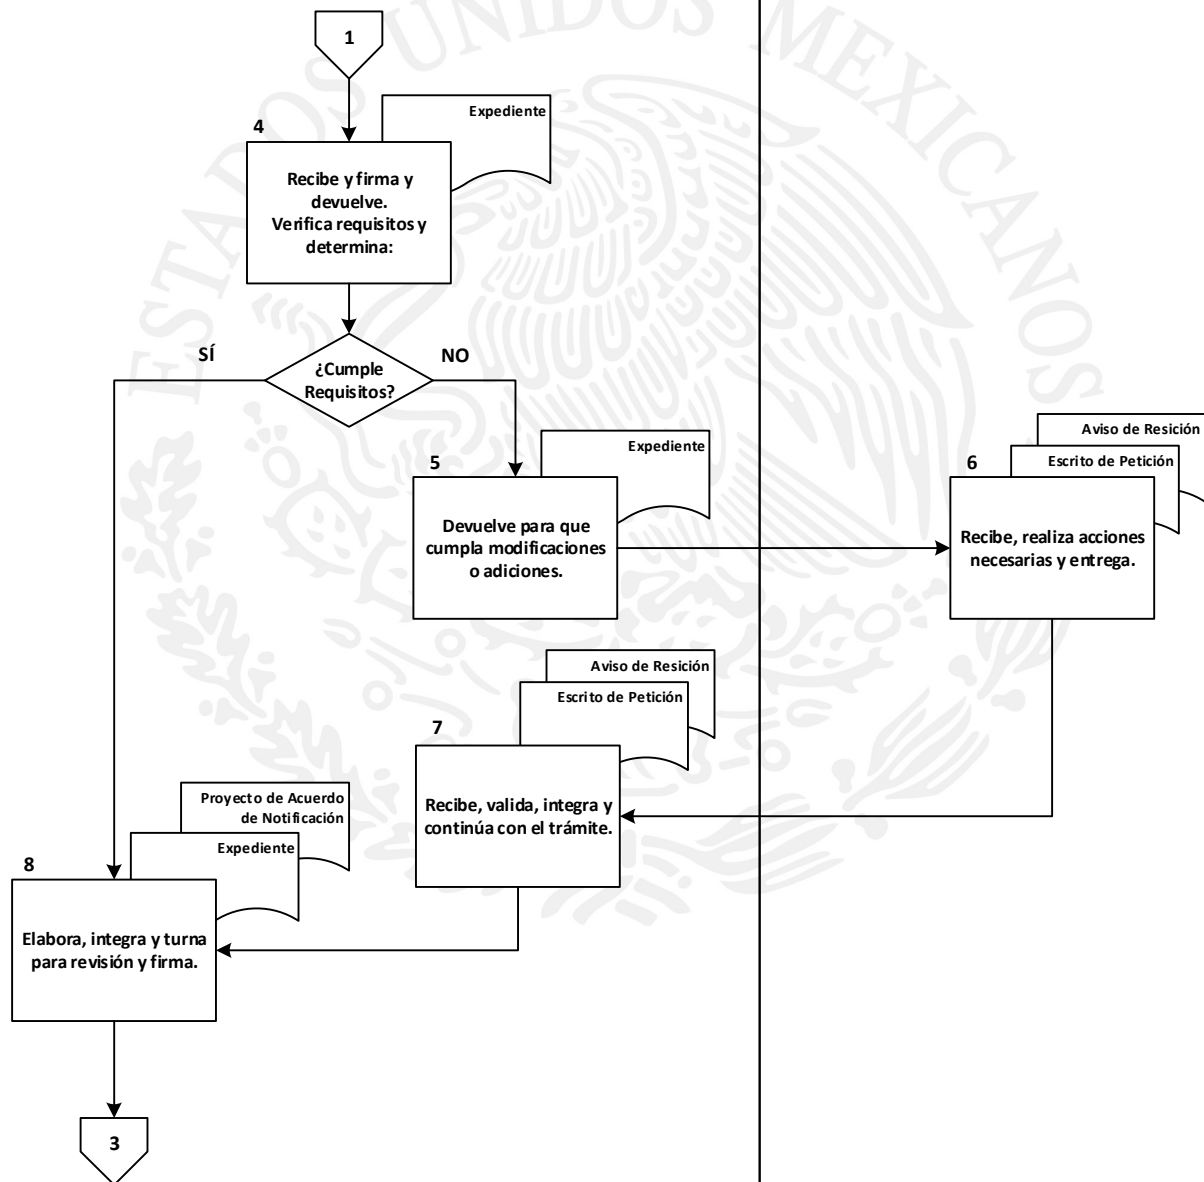 ESTADOS UNIDOS MEXICANOS
1
Expediente
4
Recibe y firma y
devuelve.
Verifica requisitos y
determina:
SÍ
NO
¿Cumple
Requisitos?
Aviso de Resición
Expediente
Escrito de Petición
5
6
Devuelve para que
cumpla modificaciones
o adiciones.
Recibe, realiza acciones
necesarias y entrega.
Aviso de Resición
Escrito de Petición
7
Recibe, valida, integra y
continúa con el trámite.
Proyecto de Acuerdo
de Notificación
Expediente
8
Elabora, integra y turna
para revisión y firma.
3